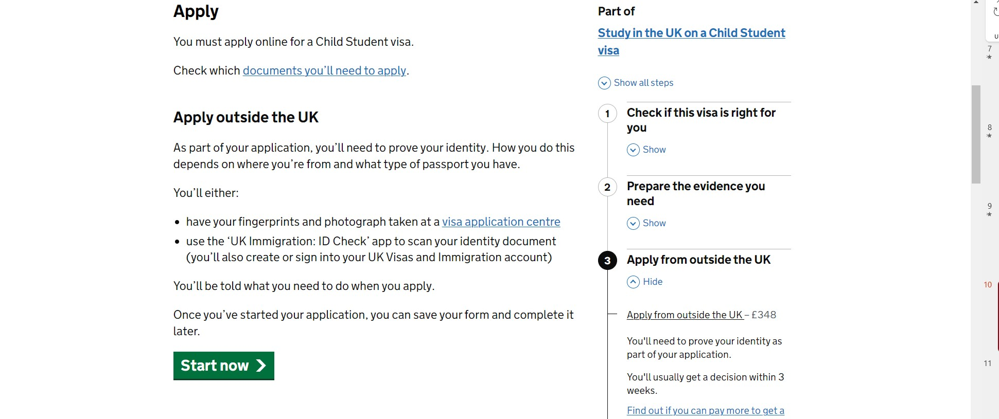 Apply
You must apply online for a Child Student visa.
Check which documents you’ll need to apply.
Apply outside the UK
As part of your application, you’ll need to prove your identity. How you do this
depends on where you’re from and what type of passport you have.
You’ll either:
• have your fingerprints and photograph taken at a visa application centre
• use the ‘UK Immigration: ID Check’ app to scan your identity document
(you’ll also create or sign into your UK Visas and Immigration account)
You’ll be told what you need to do when you apply.
Once you’ve started your application, you can save your form and complete it
later.
Start now
Part of
Study in the UK on a Child Student
visa
Show all steps
1 Check if this visa is right for
you
Show
2 Prepare the evidence you
need
Show
3 Apply from outside the UK
Hide
Apply from outside the UK – £348
You'll need to prove your identity as
part of your application.
You'll usually get a decision within 3
weeks.
Find out if you can pay more to get a
U
7
8
9
10
11